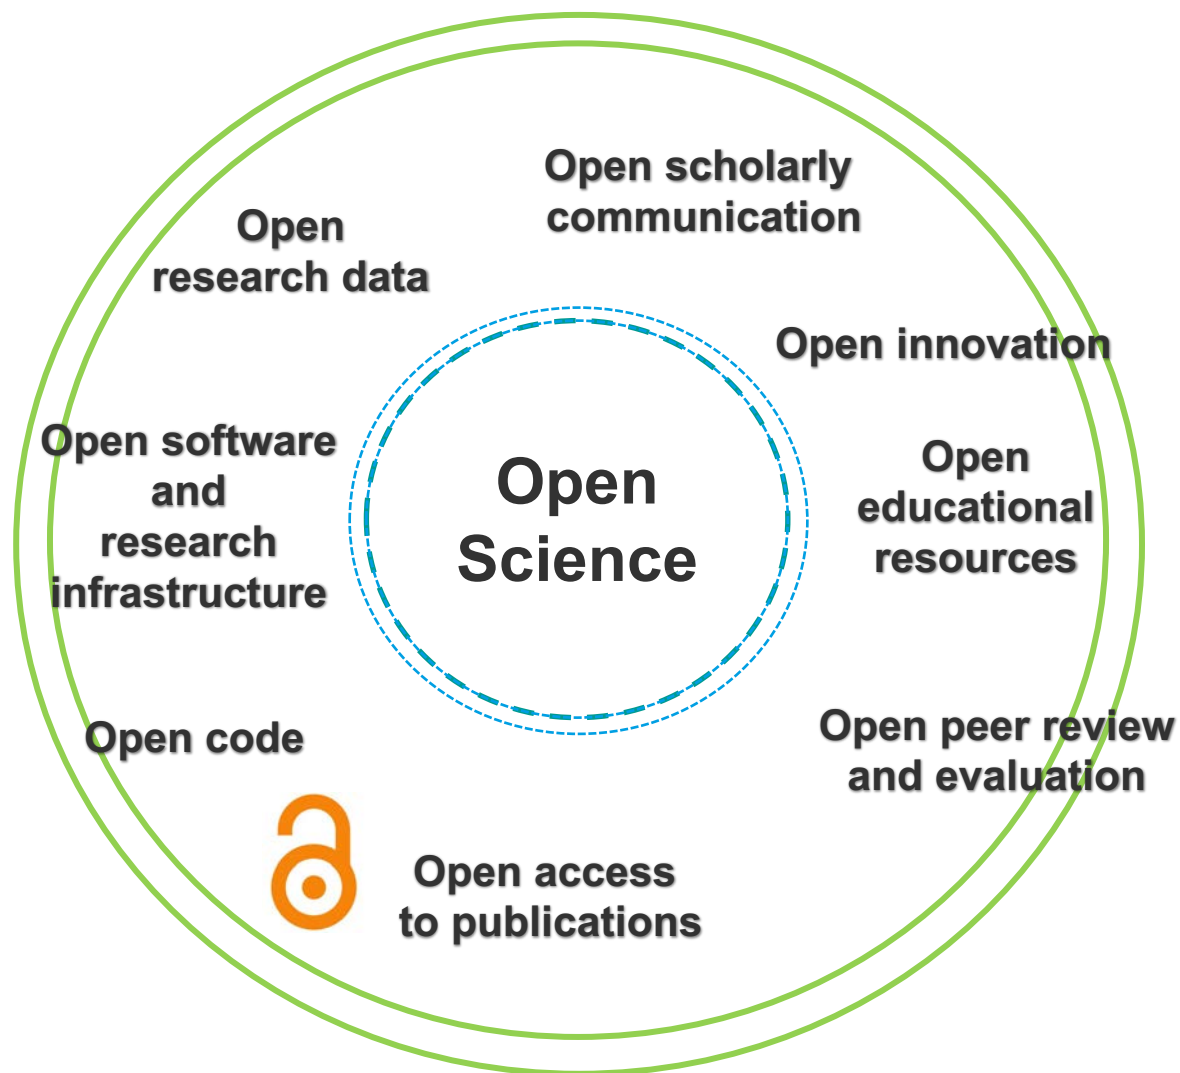 Open scholarly
communication
Open
research data
Open innovation
Open software
and
research
infrastructure
Open
Science
Open
educational
resources
Open code
Open peer review
and evaluation
Open access
to publications